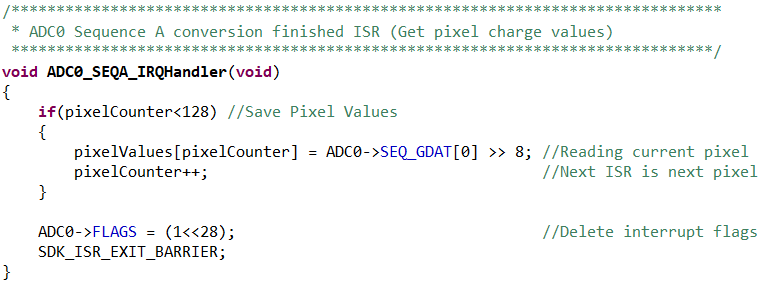 /***********************************************************************
 * ADC0 Sequence A conversion finished ISR (Get pixel charge values)
 **********************************************************************/
void ADC0_SEQA_IRQHandler(void)
{
    if(pixelCounter<128) //Save Pixel Values
    {
        pixelValues[pixelCounter] = ADC0->SEQ_GDAT[0] >> 8; //Reading current pixel
        pixelCounter++;                                     //Next ISR is next pixel
    }

    ADC0->FLAGS = (1<<28);                                  //Delete interrupt flags
    SDK_ISR_EXIT_BARRIER;
}